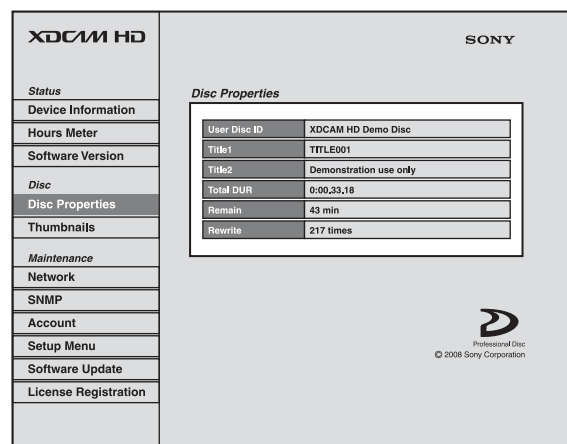 XDCAM HD
SONY
Status
Device Information
Hours Meter
Software Version
Disc
Disc Properties
Thumbnails
Maintenance
Network
SNMP
Account
Setup Menu
Software Update
License Registration
Disc Properties
User Disc ID XDCAM HD Demo Disc
Title1 TITLE001
Title2 Demonstration use only
Total DUR 0:00.33.18
Remain 43 min
Rewrite 217 times
Professional Disc
© 2008 Sony Corporation